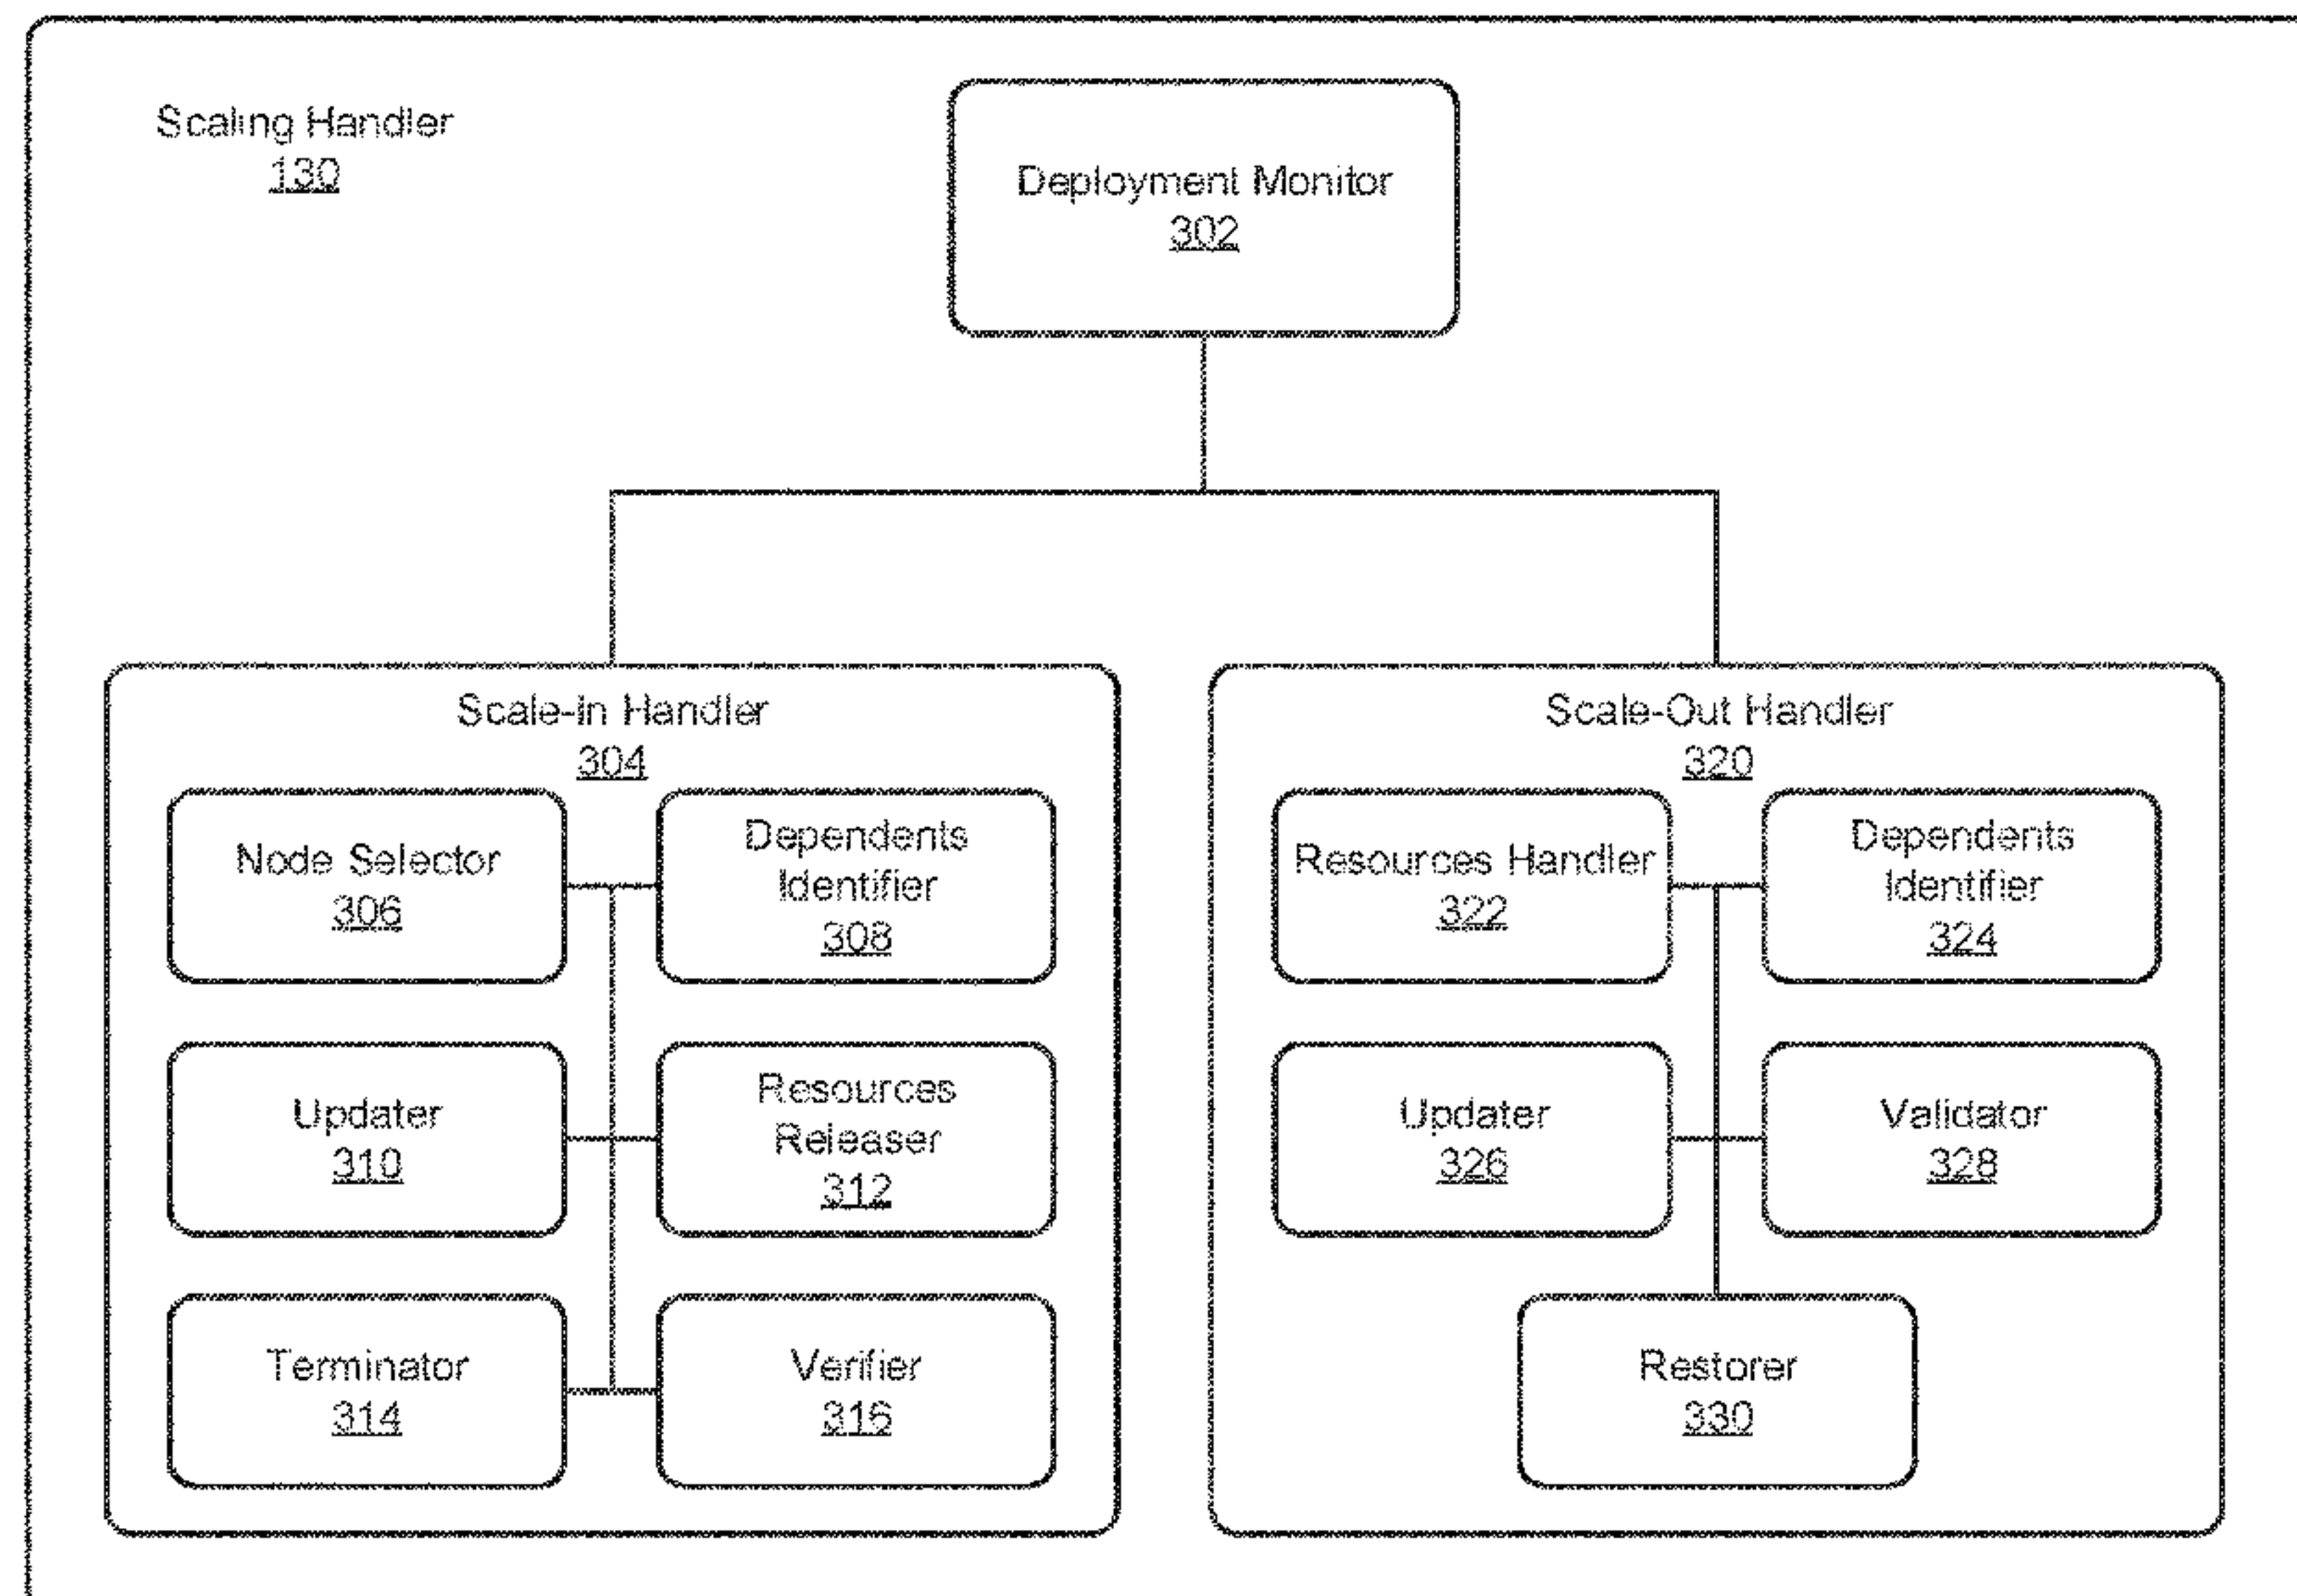 Scaling Handler
130
Deployment Monitor
302
Scale-in Handler
304
Node Selector
306
Dependents
Identifier
308
Updater
310
Resources
Releaser
312
Terminator
314
Verifier
316
Scale-Out Handler
320
Resources Handler
322
Dependents
Identifier
324
Updater
326
Validator
328
Restorer
330